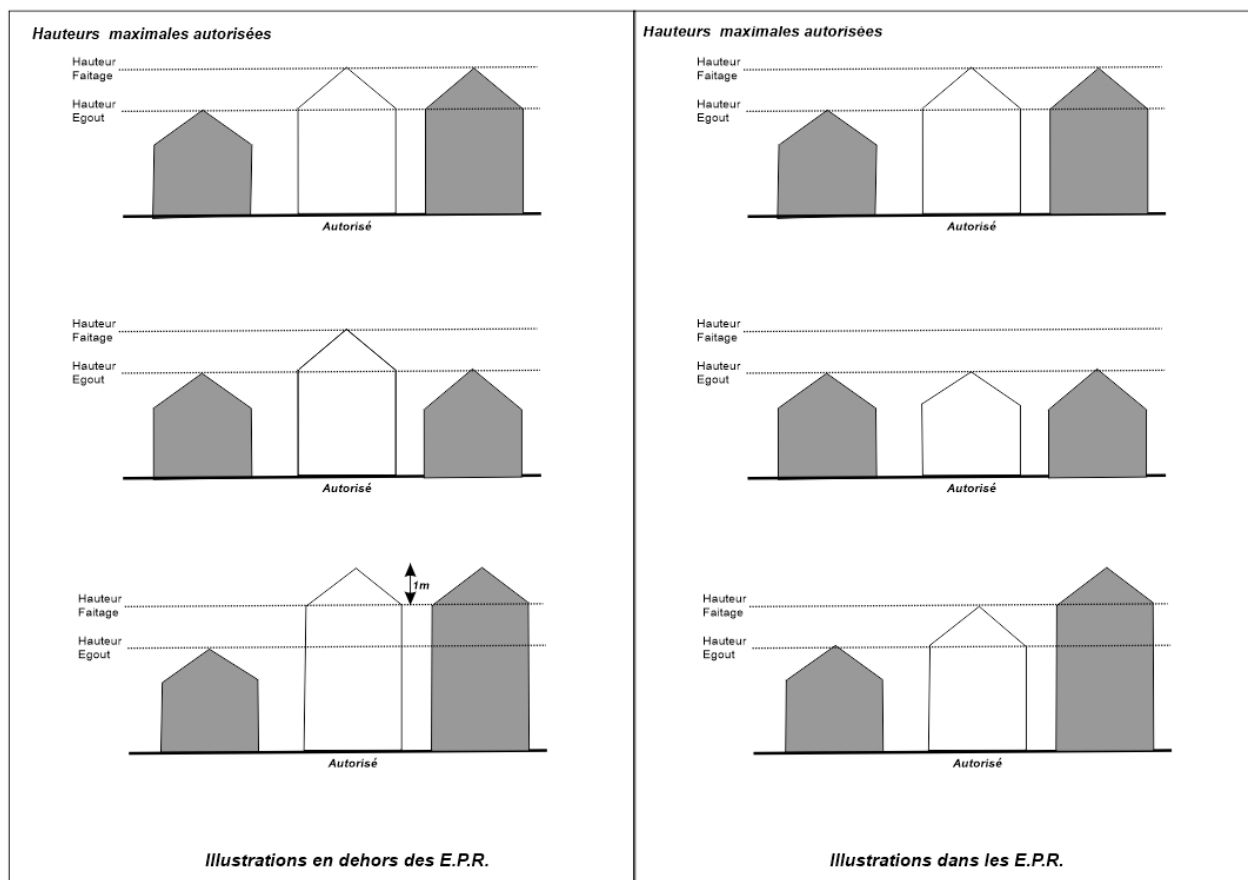 Hauteurs maximales autorisées
Hauteur
Faitage
Hauteur
Egout
Autorisé
Hauteur
Faitage
Hauteur
Egout
Autorisé
1m
Hauteur
Faitage
Hauteur
Egout
Autorisé
Illustrations en dehors des E.P.R.
Hauteurs maximales autorisées
Hauteur
Faitage
Hauteur
Egout
Autorisé
Hauteur
Faitage
Hauteur
Egout
Autorisé
Hauteur
Faitage
Hauteur
Egout
Autorisé
Illustrations dans les E.P.R.